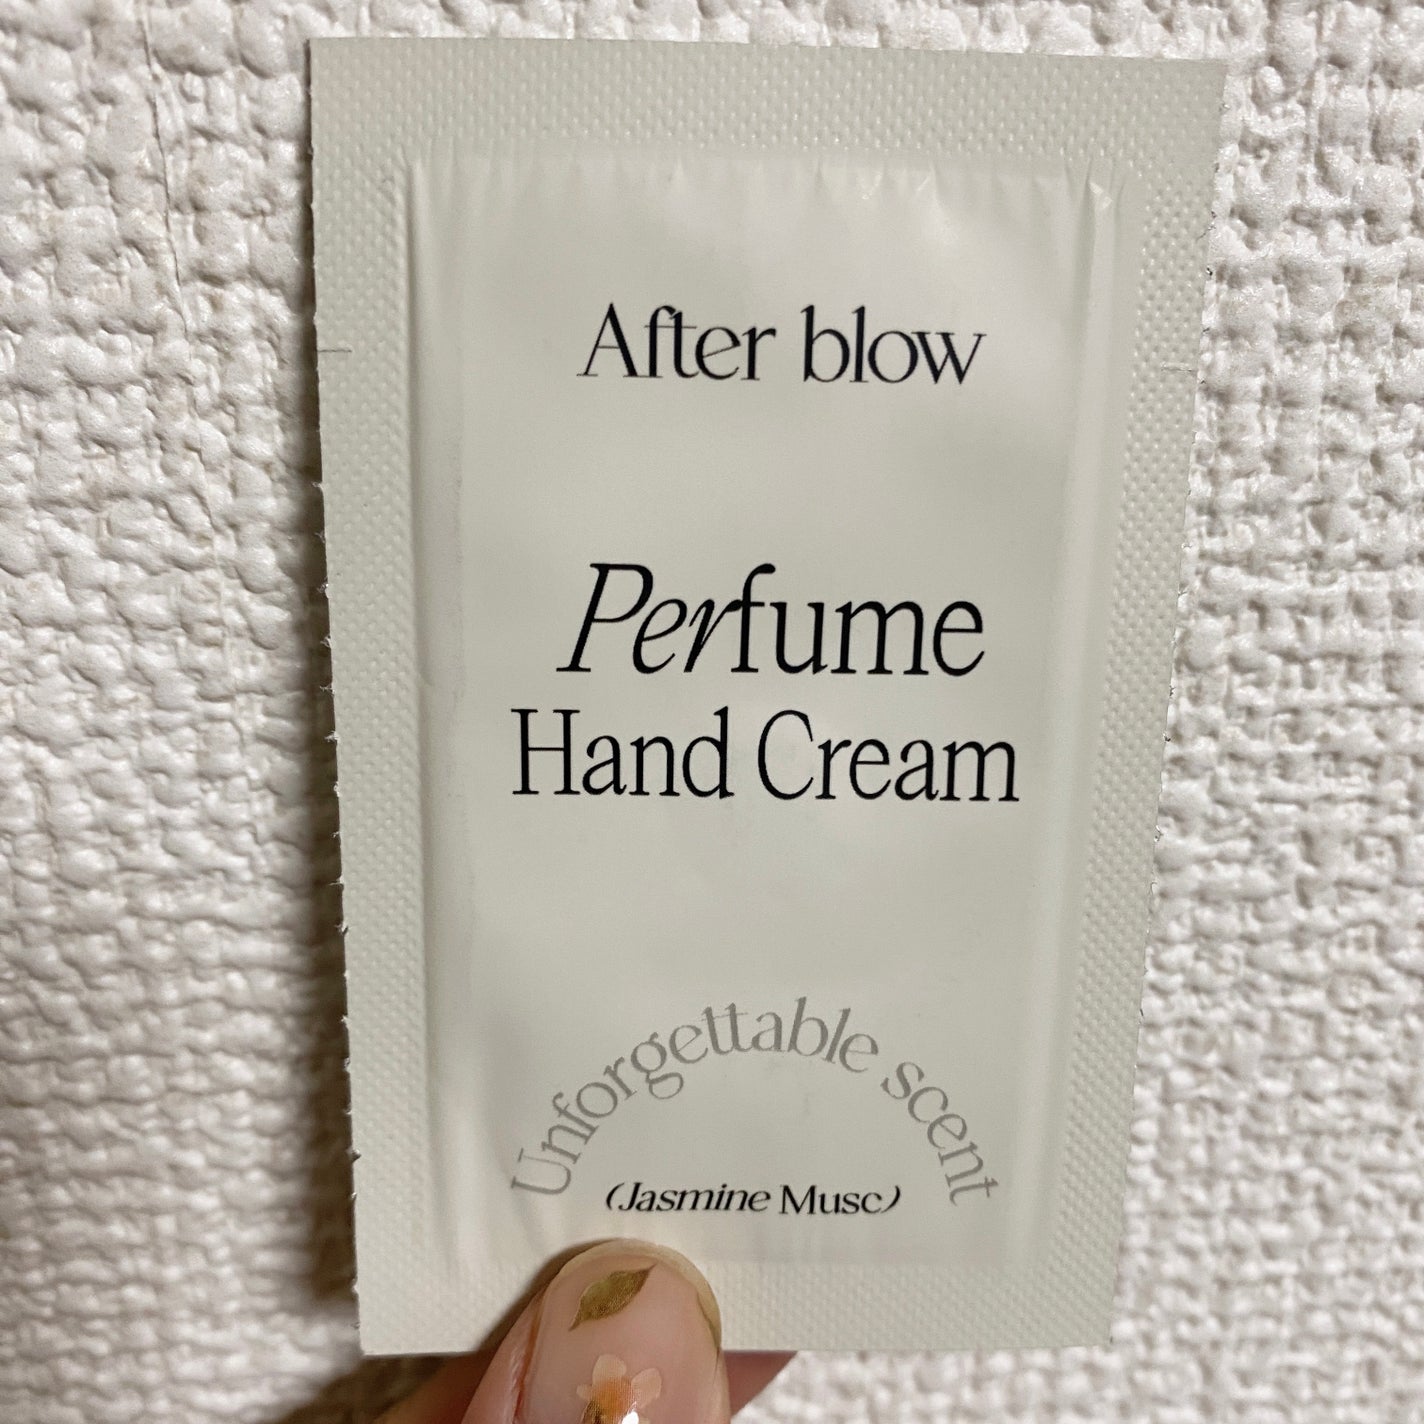 After blow
Perfume
Hand Cream
Unforgettable scent
(Jasmine Musc)